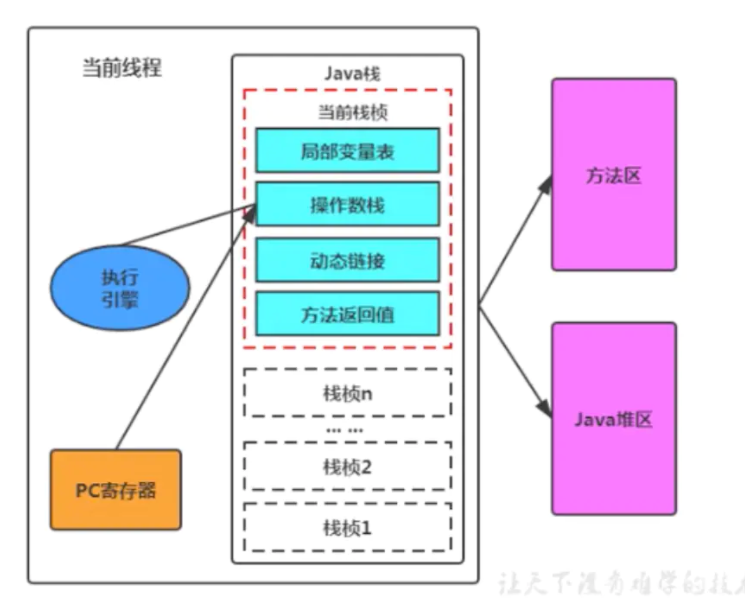 当前线程
Java栈
当前栈桢
局部变量表
操作数栈
动态链接
方法返回值
栈桢n
... ...
栈桢2
栈桢1
执行
引擎
PC寄存器
方法区
Java堆区
让天下没有难学的技术